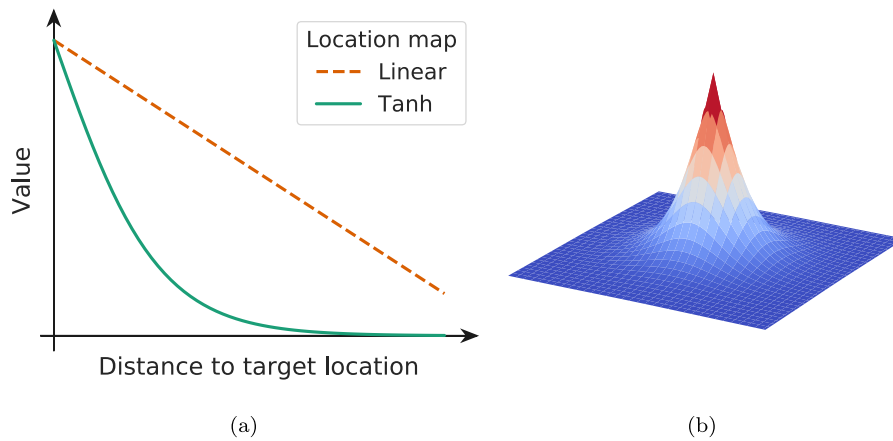 Location map
Linear
Tanh
Value
Distance to target location
(a)
(b)